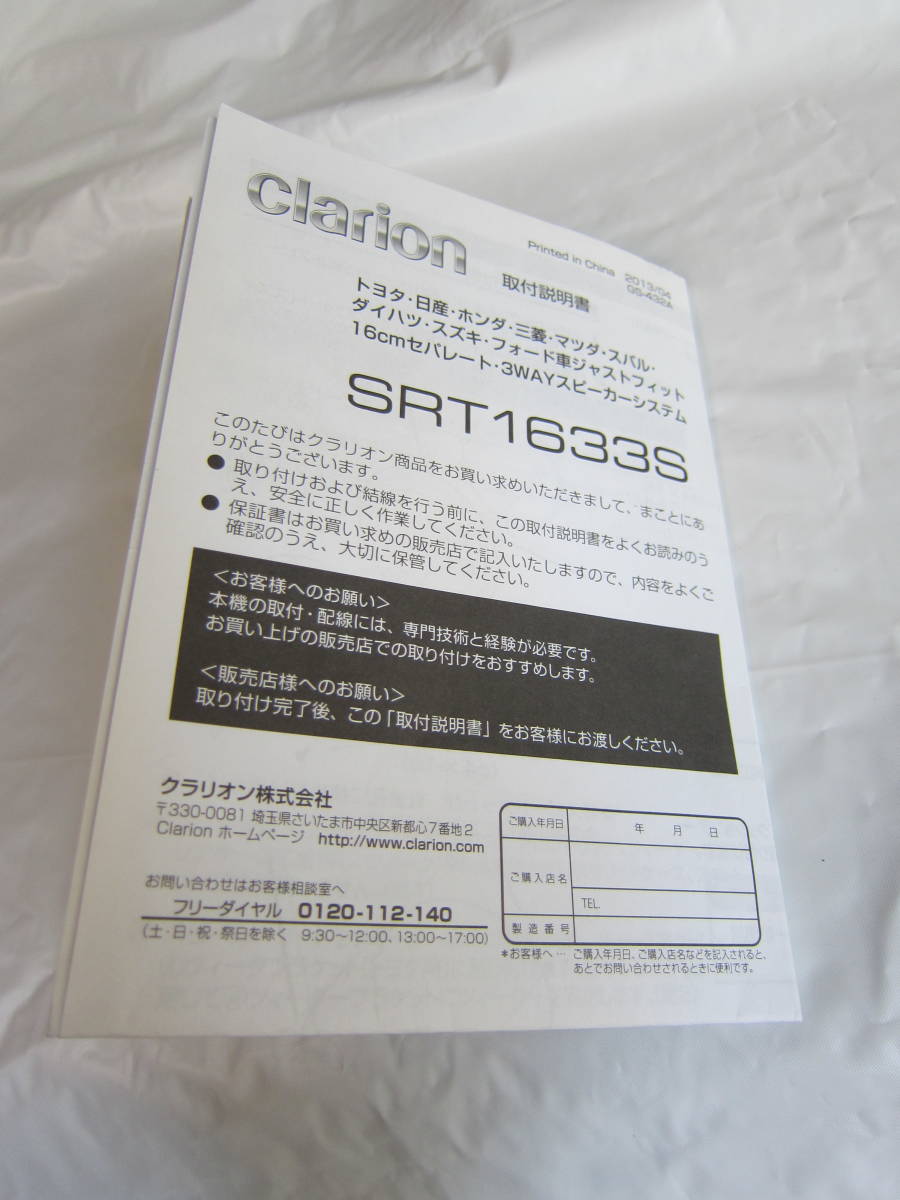 clarion
Printed in China 2013/04
QS-432A
取付説明書
トヨタ・日産・ホンダ・三菱・マツダ・スバル・
ダイハツ・スズキ・フォード車ジャストフィット
16cmセパレート・3WAYスピーカーシステム
SRT1633S
このたびはクラリオン商品をお買い求めいただきまして、まことにあ
りがとうございます。
● 取り付けおよび結線を行う前に、この取付説明書をよくお読みのう
え、安全に正しく作業してください。
● 保証書はお買い求めの販売店で記入いたしますので、内容をよくご
確認のうえ、大切に保管してください。
＜お客様へのお願い＞
本機の取付・配線には、専門技術と経験が必要です。
お買い上げの販売店での取り付けをおすすめします。
＜販売店様へのお願い＞
取り付け完了後、この「取付説明書」をお客様にお渡しください。
クラリオン株式会社
〒330-0081 埼玉県さいたま市中央区新都心7番地2
Clarion ホームページ http://www.clarion.com
お問い合わせはお客様相談室へ
フリーダイヤル 0120-112-140
（土・日・祝・祭日を除く 9:30～12:00、13:00～17:00）
ご購入年月日 年 月 日
ご購入店名
TEL.
製造番号
*お客様へ… ご購入年月日、ご購入店名などを記入されると、
あとでお問い合わせされるときに便利です。